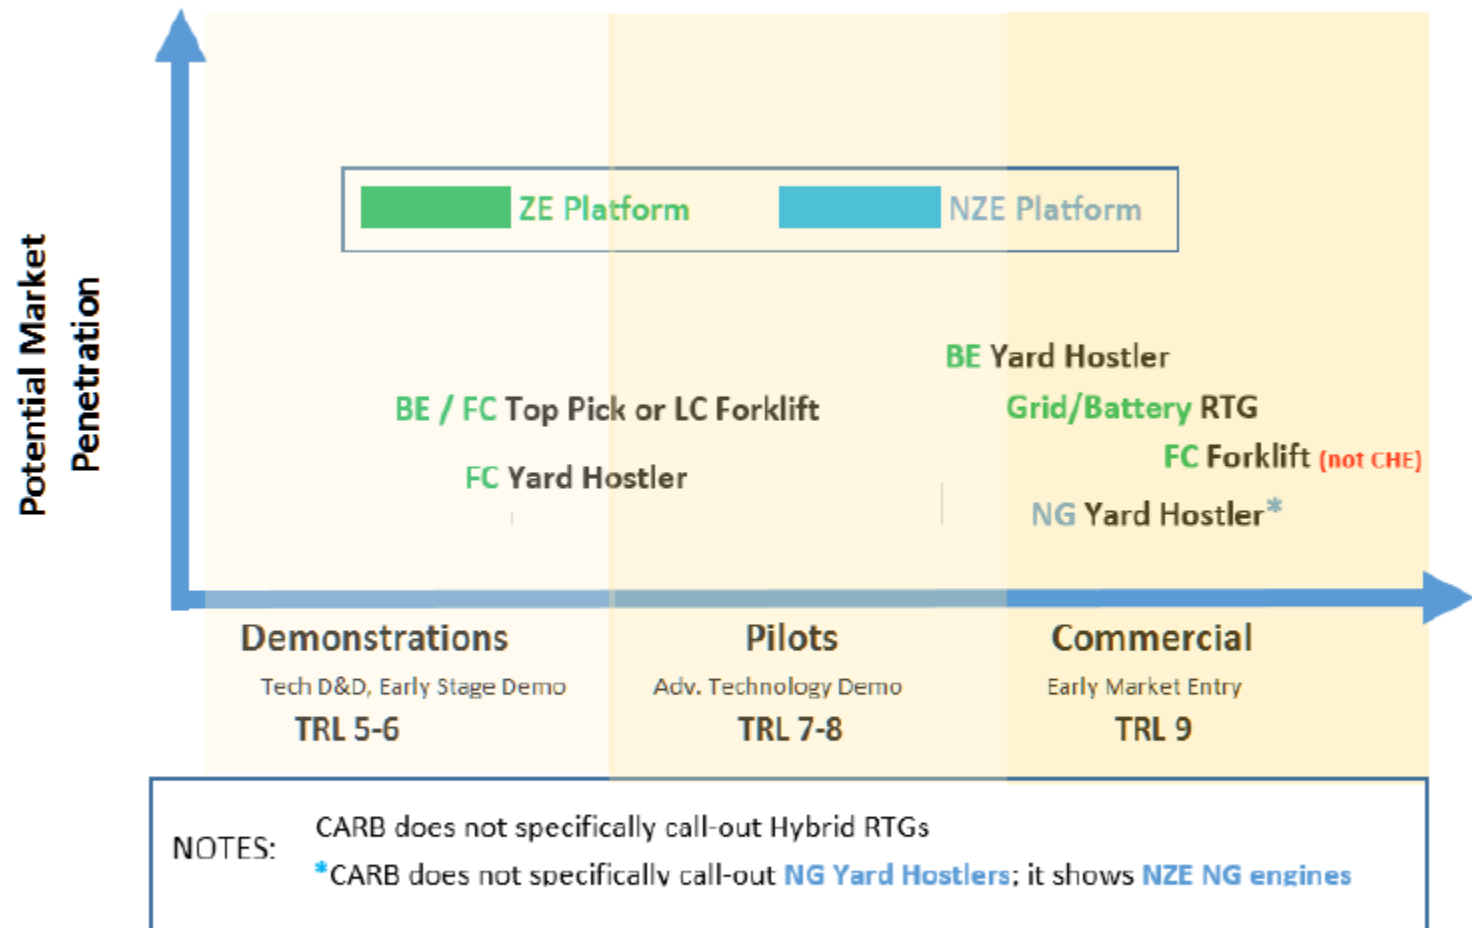 Potential Market
Penetration
ZE Platform
NZE Platform
BE Yard Hostler
BE / FC Top Pick or LC Forklift
Grid/Battery RTG
FC Forklift (not CHE)
FC Yard Hostler
NG Yard Hostler*
Demonstrations
Tech D&D, Early Stage Demo
TRL 5-6
Pilots
Adv. Technology Demo
TRL 7-8
Commercial
Early Market Entry
TRL 9
NOTES:
CARB does not specifically call-out Hybrid RTGs
*CARB does not specifically call-out NG Yard Hostlers; it shows NZE NG engines